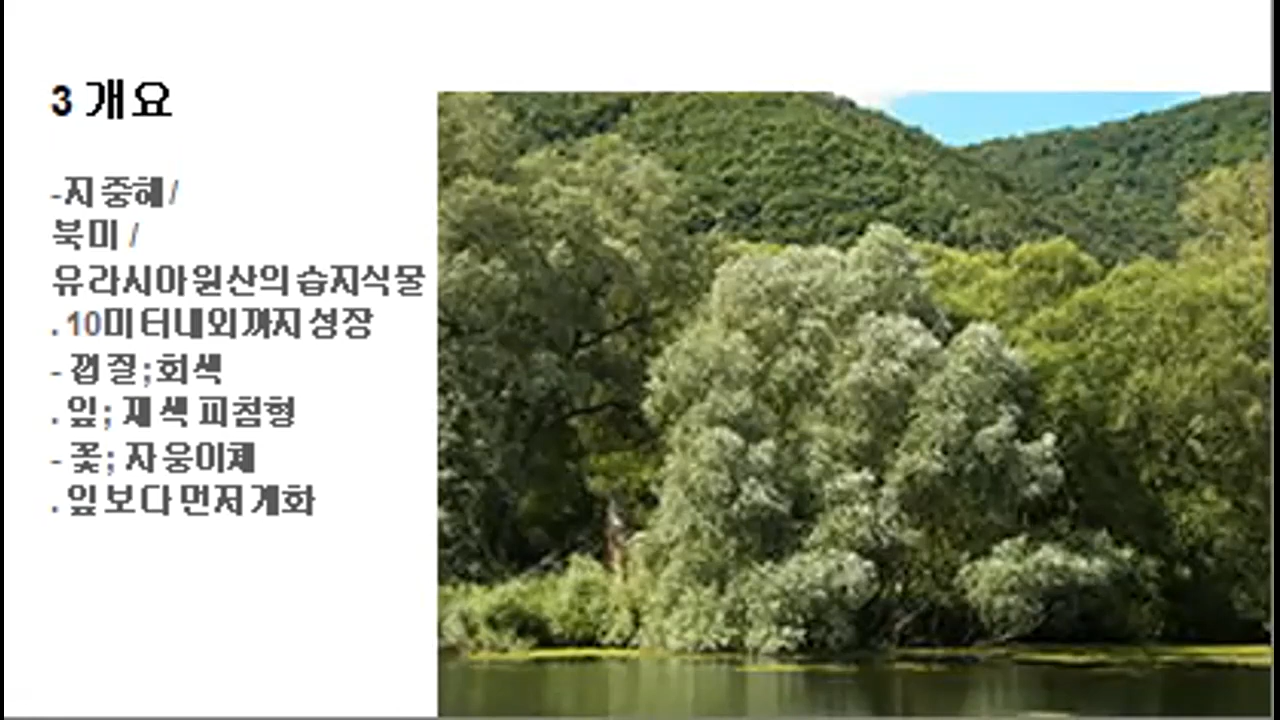 3 개요
-지중해/
북미 /
유라시아원산의 습지식물
. 10미터내외까지 성장
- 껍질;회색
. 잎; 재색 피침형
- 꽃; 자웅이체
. 잎보다 먼저개화